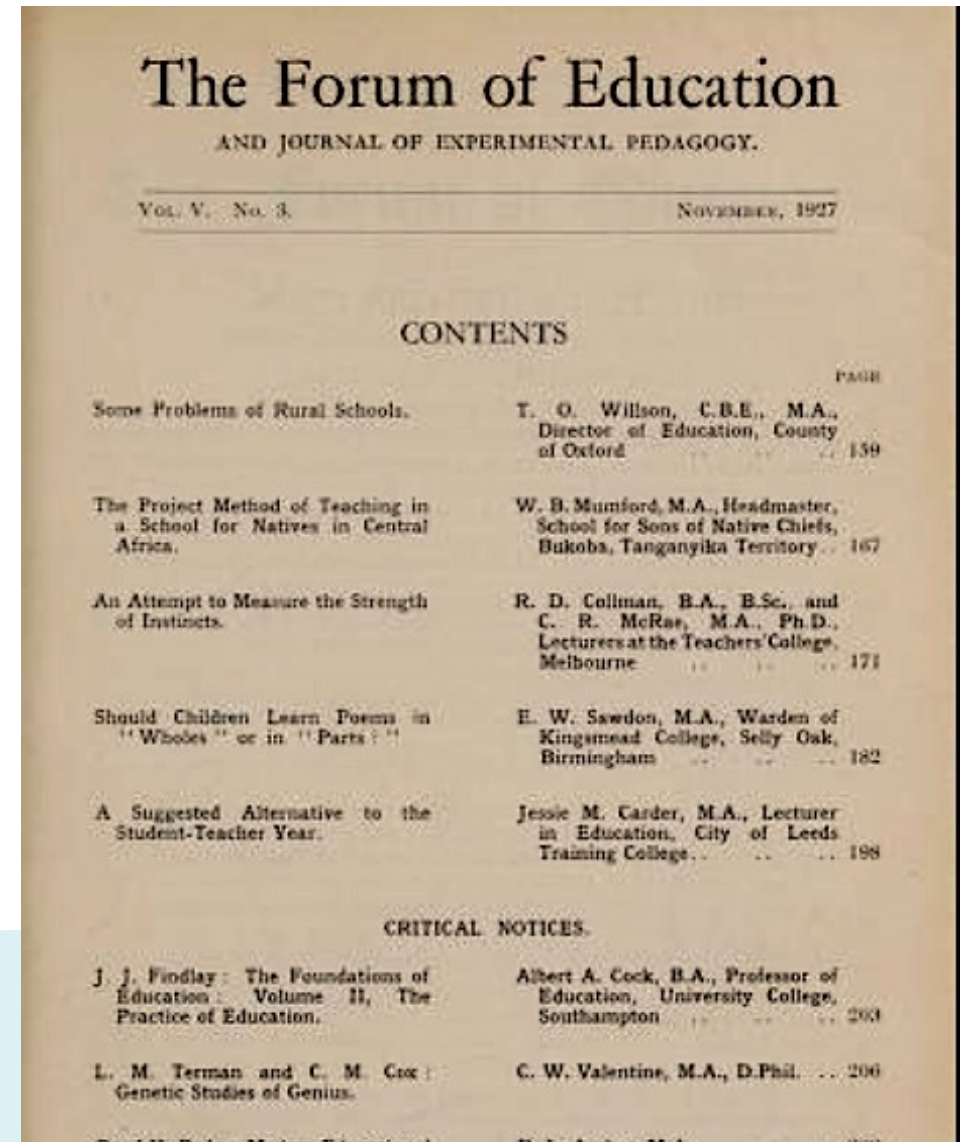 The Forum of Education
AND JOURNAL OF EXPERIMENTAL PEDAGOGY.
VOL. V. No. 3.
NOVEMBER, 1927
CONTENTS
PAGE
Some Problems of Rural Schools.
T. O. Willson, C.B.E., M.A.,
Director of Education, County
of Oxford .. .. .. 159
The Project Method of Teaching in
a School for Natives in Central
Africa.
W. B. Mumford, M.A., Headmaster,
School for Sons of Native Chiefs,
Bukoba, Tanganyika Territory .. 167
An Attempt to Measure the Strength
of Instincts.
R. D. Collman, B.A., B.Sc., and
C. R. McRae, M.A., Ph.D.,
Lecturers at the Teachers' College,
Melbourne .. .. .. 171
Should Children Learn Poems in
"Wholes" or in "Parts?"
E. W. Sawdon, M.A., Warden of
Kingsmead College, Selly Oak,
Birmingham .. .. .. 182
A Suggested Alternative to the
Student-Teacher Year.
Jessie M. Carder, M.A., Lecturer
in Education, City of Leeds
Training College .. .. .. 198
CRITICAL NOTICES.
J. J. Findlay : The Foundations of
Education : Volume II, The
Practice of Education.
Albert A. Cock, B.A., Professor of
Education, University College,
Southampton .. .. .. 203
L. M. Terman and C. M. Cox :
Genetic Studies of Genius.
C. W. Valentine, M.A., D.Phil. .. 206